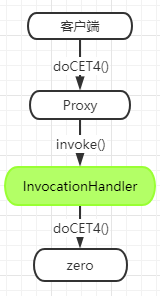 客户端
doCET4()
Proxy
invoke()
InvocationHandler
doCET4()
zero